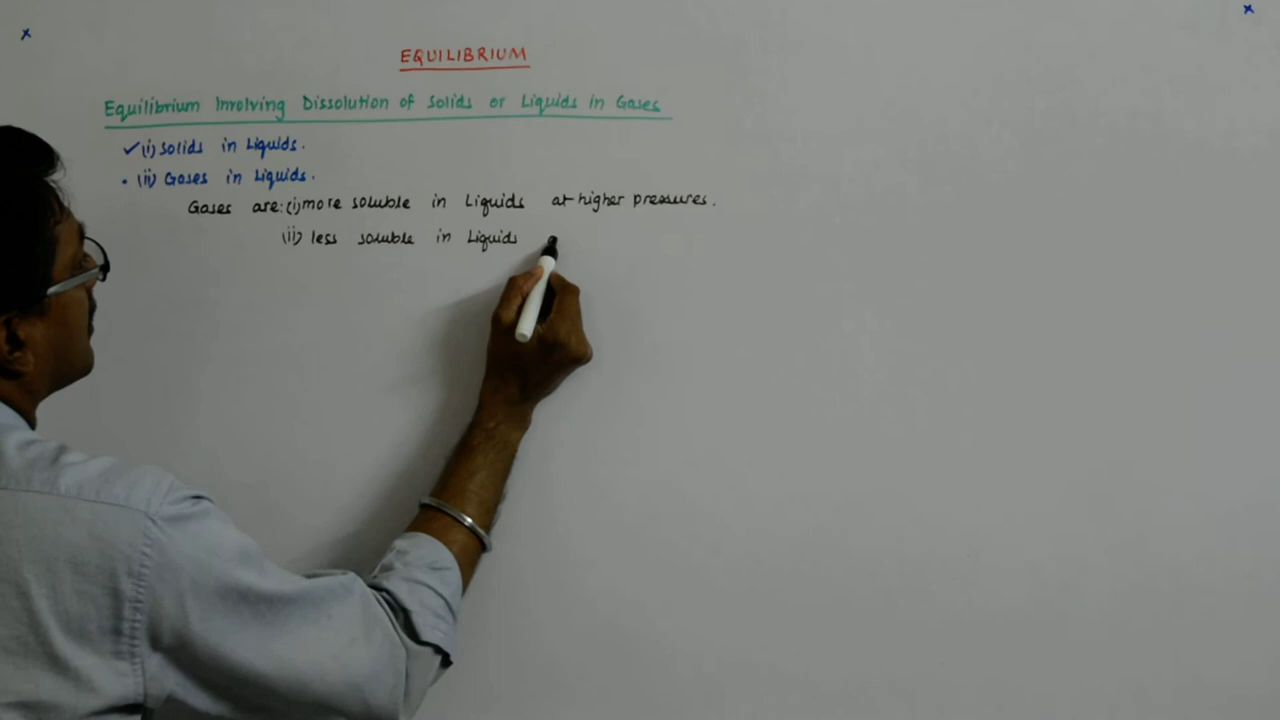 EQUILIBRIUM
Equilibrium Involving Dissolution of Solids or Liquids in Gases
✓(i) Solids in Liquids.
• (ii) Gases in Liquids.
Gases are: (i) more soluble in Liquids at higher pressures.
(ii) less soluble in Liquids